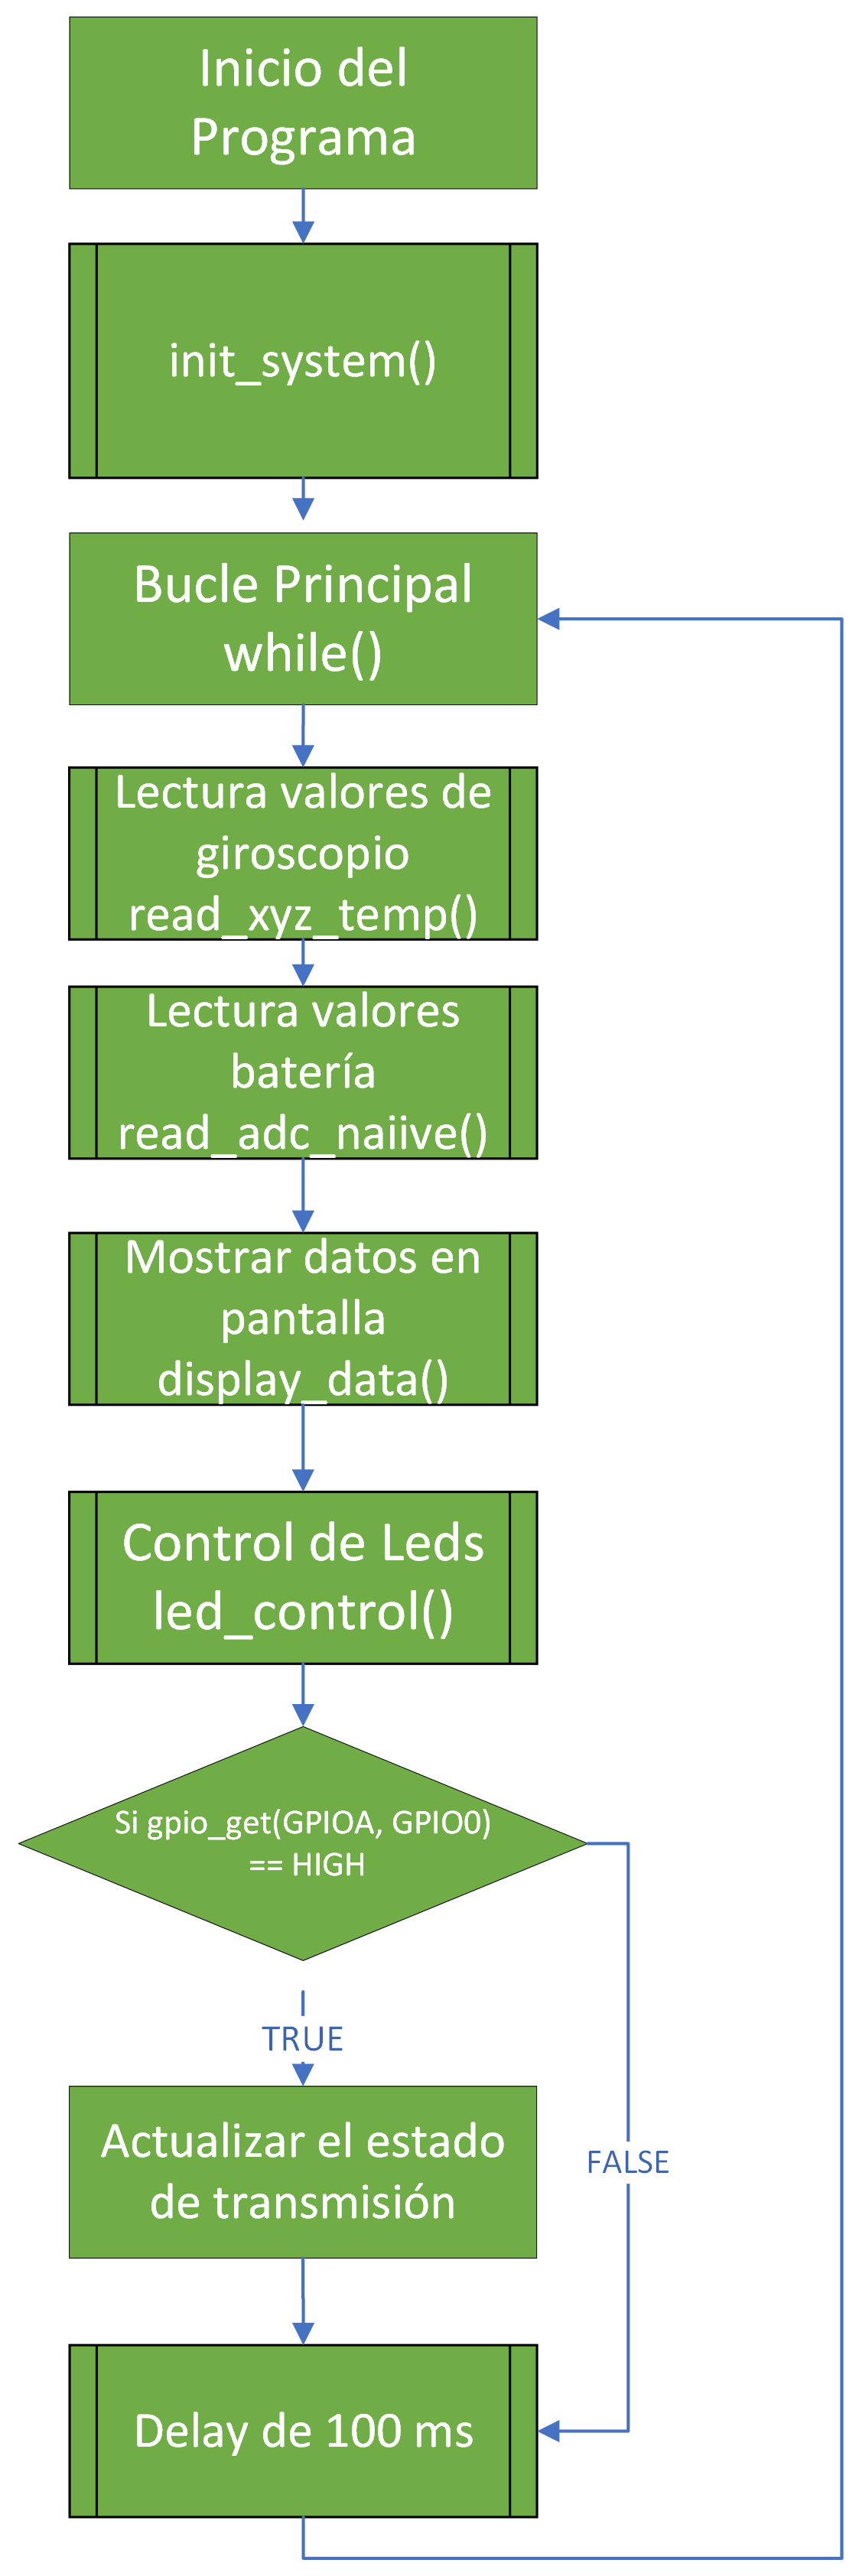 Inicio del
Programa
init_system()
Bucle Principal
while()
Lectura valores de
giroscopio
read_xyz_temp()
Lectura valores
batería
read_adc_naiive()
Mostrar datos en
pantalla
display_data()
Control de Leds
led_control()
Si gpio_get(GPIOA, GPIO0)
== HIGH
TRUE
Actualizar el estado
de transmisión
FALSE
Delay de 100 ms